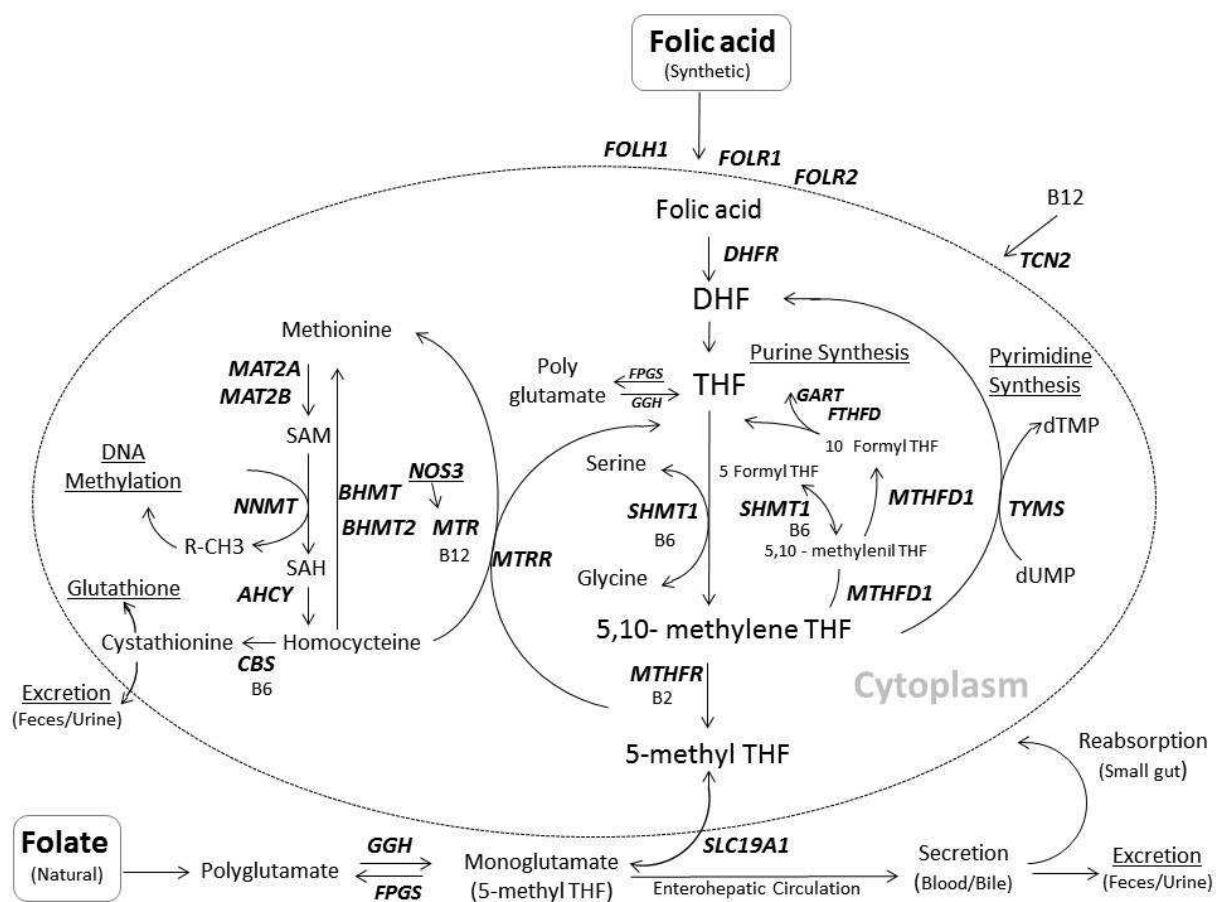 Folic acid
(Synthetic)
FOLH1
FOLR1
FOLR2
Folic acid
B12
TCN2
DHFR
DHF
Methionine
MAT2A
MAT2B
SAM
Poly
glutamate
FPGS
GGH
THF
Purine Synthesis
GART
FTHFD
10 Formyl THF
Pyrimidine
Synthesis
dTMP
DNA
Methylation
NNMT
R-CH3
SAH
BHMT
BHMT2
NOS3
MTR
B12
MTRR
Serine
SHMT1
B6
Glycine
5 Formyl THF
SHMT1
B6
MTHFD1
5,10 - methylenil THF
MTHFD1
TYMS
dUMP
Glutathione
AHCY
Cystathionine
Homocycteine
CBS
B6
Excretion
(Feces/Urine)
5,10- methylene THF
MTHFR
B2
Cytoplasm
5-methyl THF
Reabsorption
(Small gut)
Folate
(Natural)
Polyglutamate
GGH
FPGS
Monoglutamate
(5-methyl THF)
SLC19A1
Enterohepatic Circulation
Secretion
(Blood/Bile)
Excretion
(Feces/Urine)